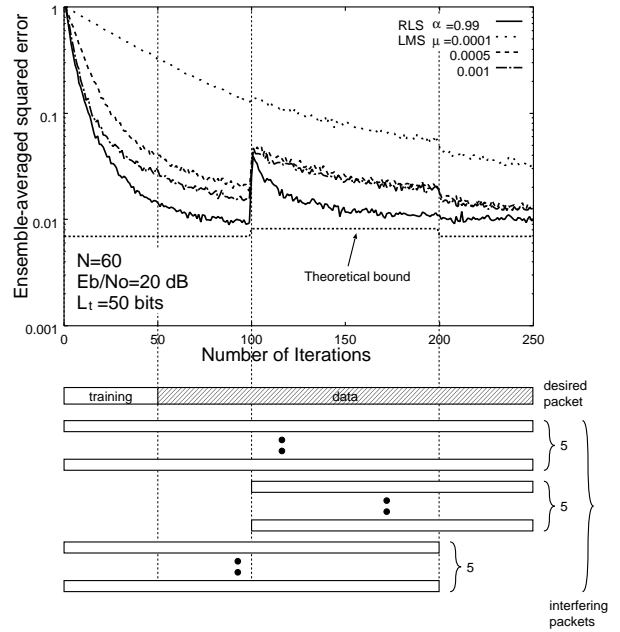 Ensemble-averaged squared error
1
0.1
0.01
0.001
RLS α =0.99
LMS μ =0.0001
0.0005
0.001
N=60
Eb/No=20 dB
Lt =50 bits
Theoretical bound
0 50 100 150 200 250
Number of Iterations
training data
desired
packet
5
5
5
interfering
packets